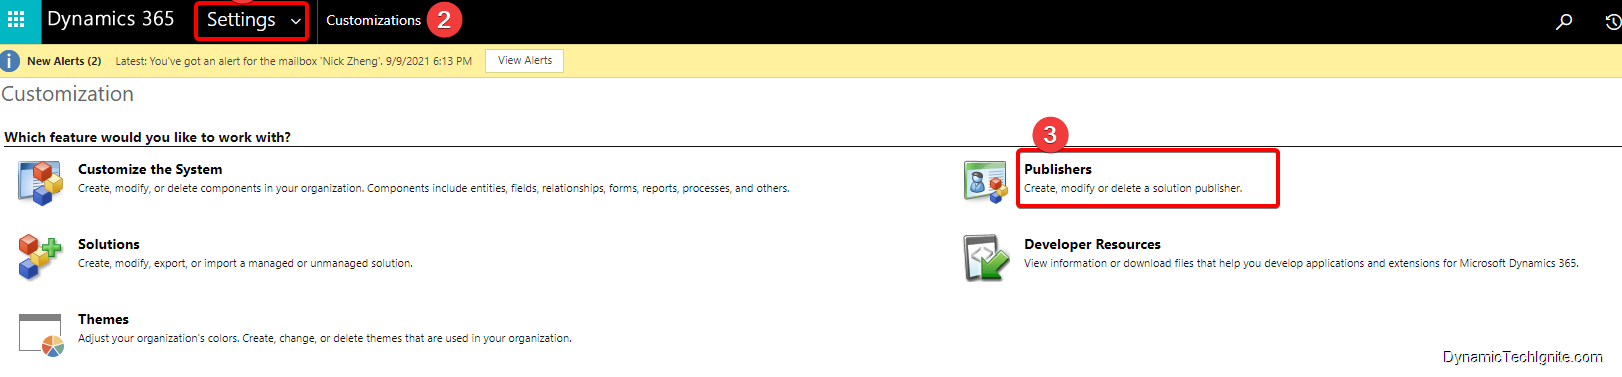 Dynamics 365 Settings Customizations 2
New Alerts (2) Latest: You've got an alert for the mailbox 'Nick Zheng'. 9/9/2021 6:13 PM View Alerts
Customization
Which feature would you like to work with?
3
Customize the System
Create, modify, or delete components in your organization. Components include entities, fields, relationships, forms, reports, processes, and others.
Publishers
Create, modify or delete a solution publisher.
Solutions
Create, modify, export, or import a managed or unmanaged solution.
Developer Resources
View information or download files that help you develop applications and extensions for Microsoft Dynamics 365.
Themes
Adjust your organization's colors. Create, change, or delete themes that are used in your organization.
DynamicTechIgnite.com